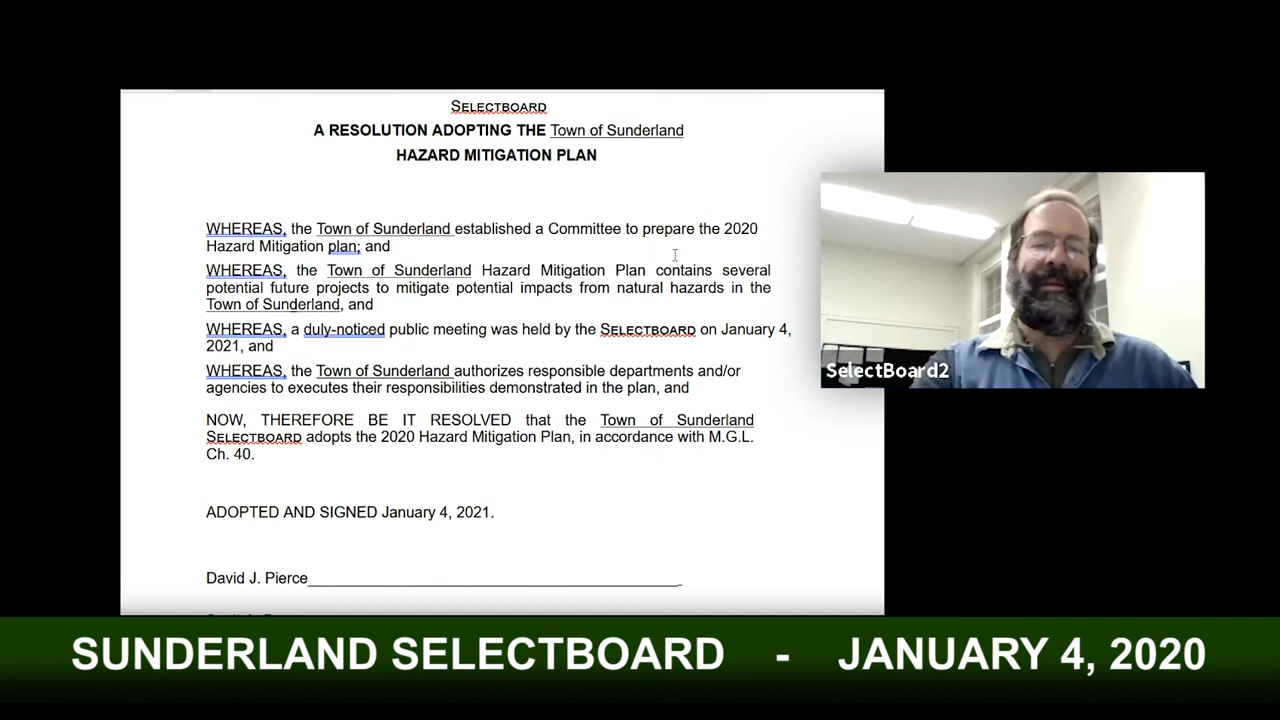 SELECTBOARD
A RESOLUTION ADOPTING THE Town of Sunderland
HAZARD MITIGATION PLAN
WHEREAS, the Town of Sunderland established a Committee to prepare the 2020
Hazard Mitigation plan; and
WHEREAS, the Town of Sunderland Hazard Mitigation Plan contains several
potential future projects to mitigate potential impacts from natural hazards in the
Town of Sunderland, and
WHEREAS, a duly-noticed public meeting was held by the SELECTBOARD on January 4,
2021, and
WHEREAS, the Town of Sunderland authorizes responsible departments and/or
agencies to executes their responsibilities demonstrated in the plan, and
NOW, THEREFORE BE IT RESOLVED that the Town of Sunderland
SELECTBOARD adopts the 2020 Hazard Mitigation Plan, in accordance with M.G.L.
Ch. 40.
ADOPTED AND SIGNED January 4, 2021.
David J. Pierce
SelectBoard2
SUNDERLAND SELECTBOARD - JANUARY 4, 2020